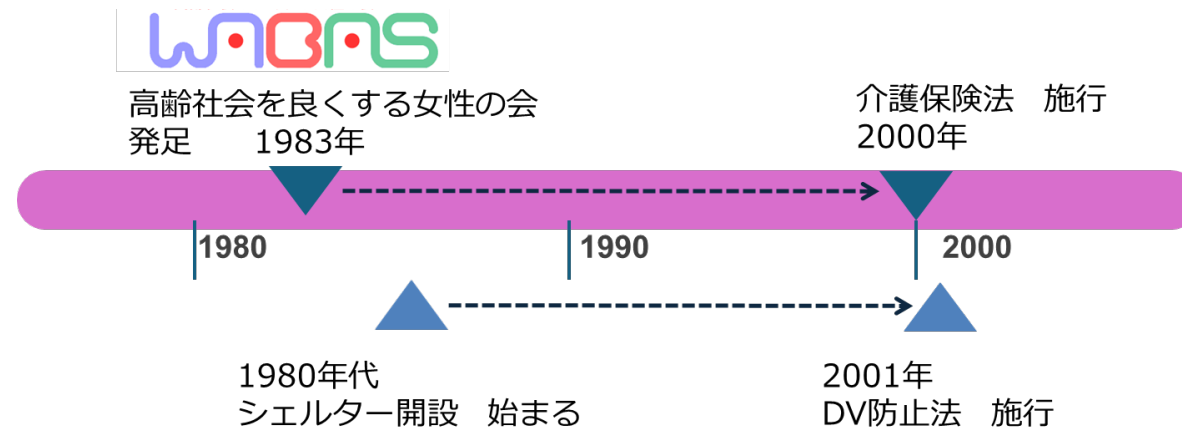 WABAS
高齢社会を良くする女性の会
発足　　1983年
介護保険法　施行
2000年
1980
1990
2000
1980年代
シェルター開設　始まる
2001年
DV防止法　施行